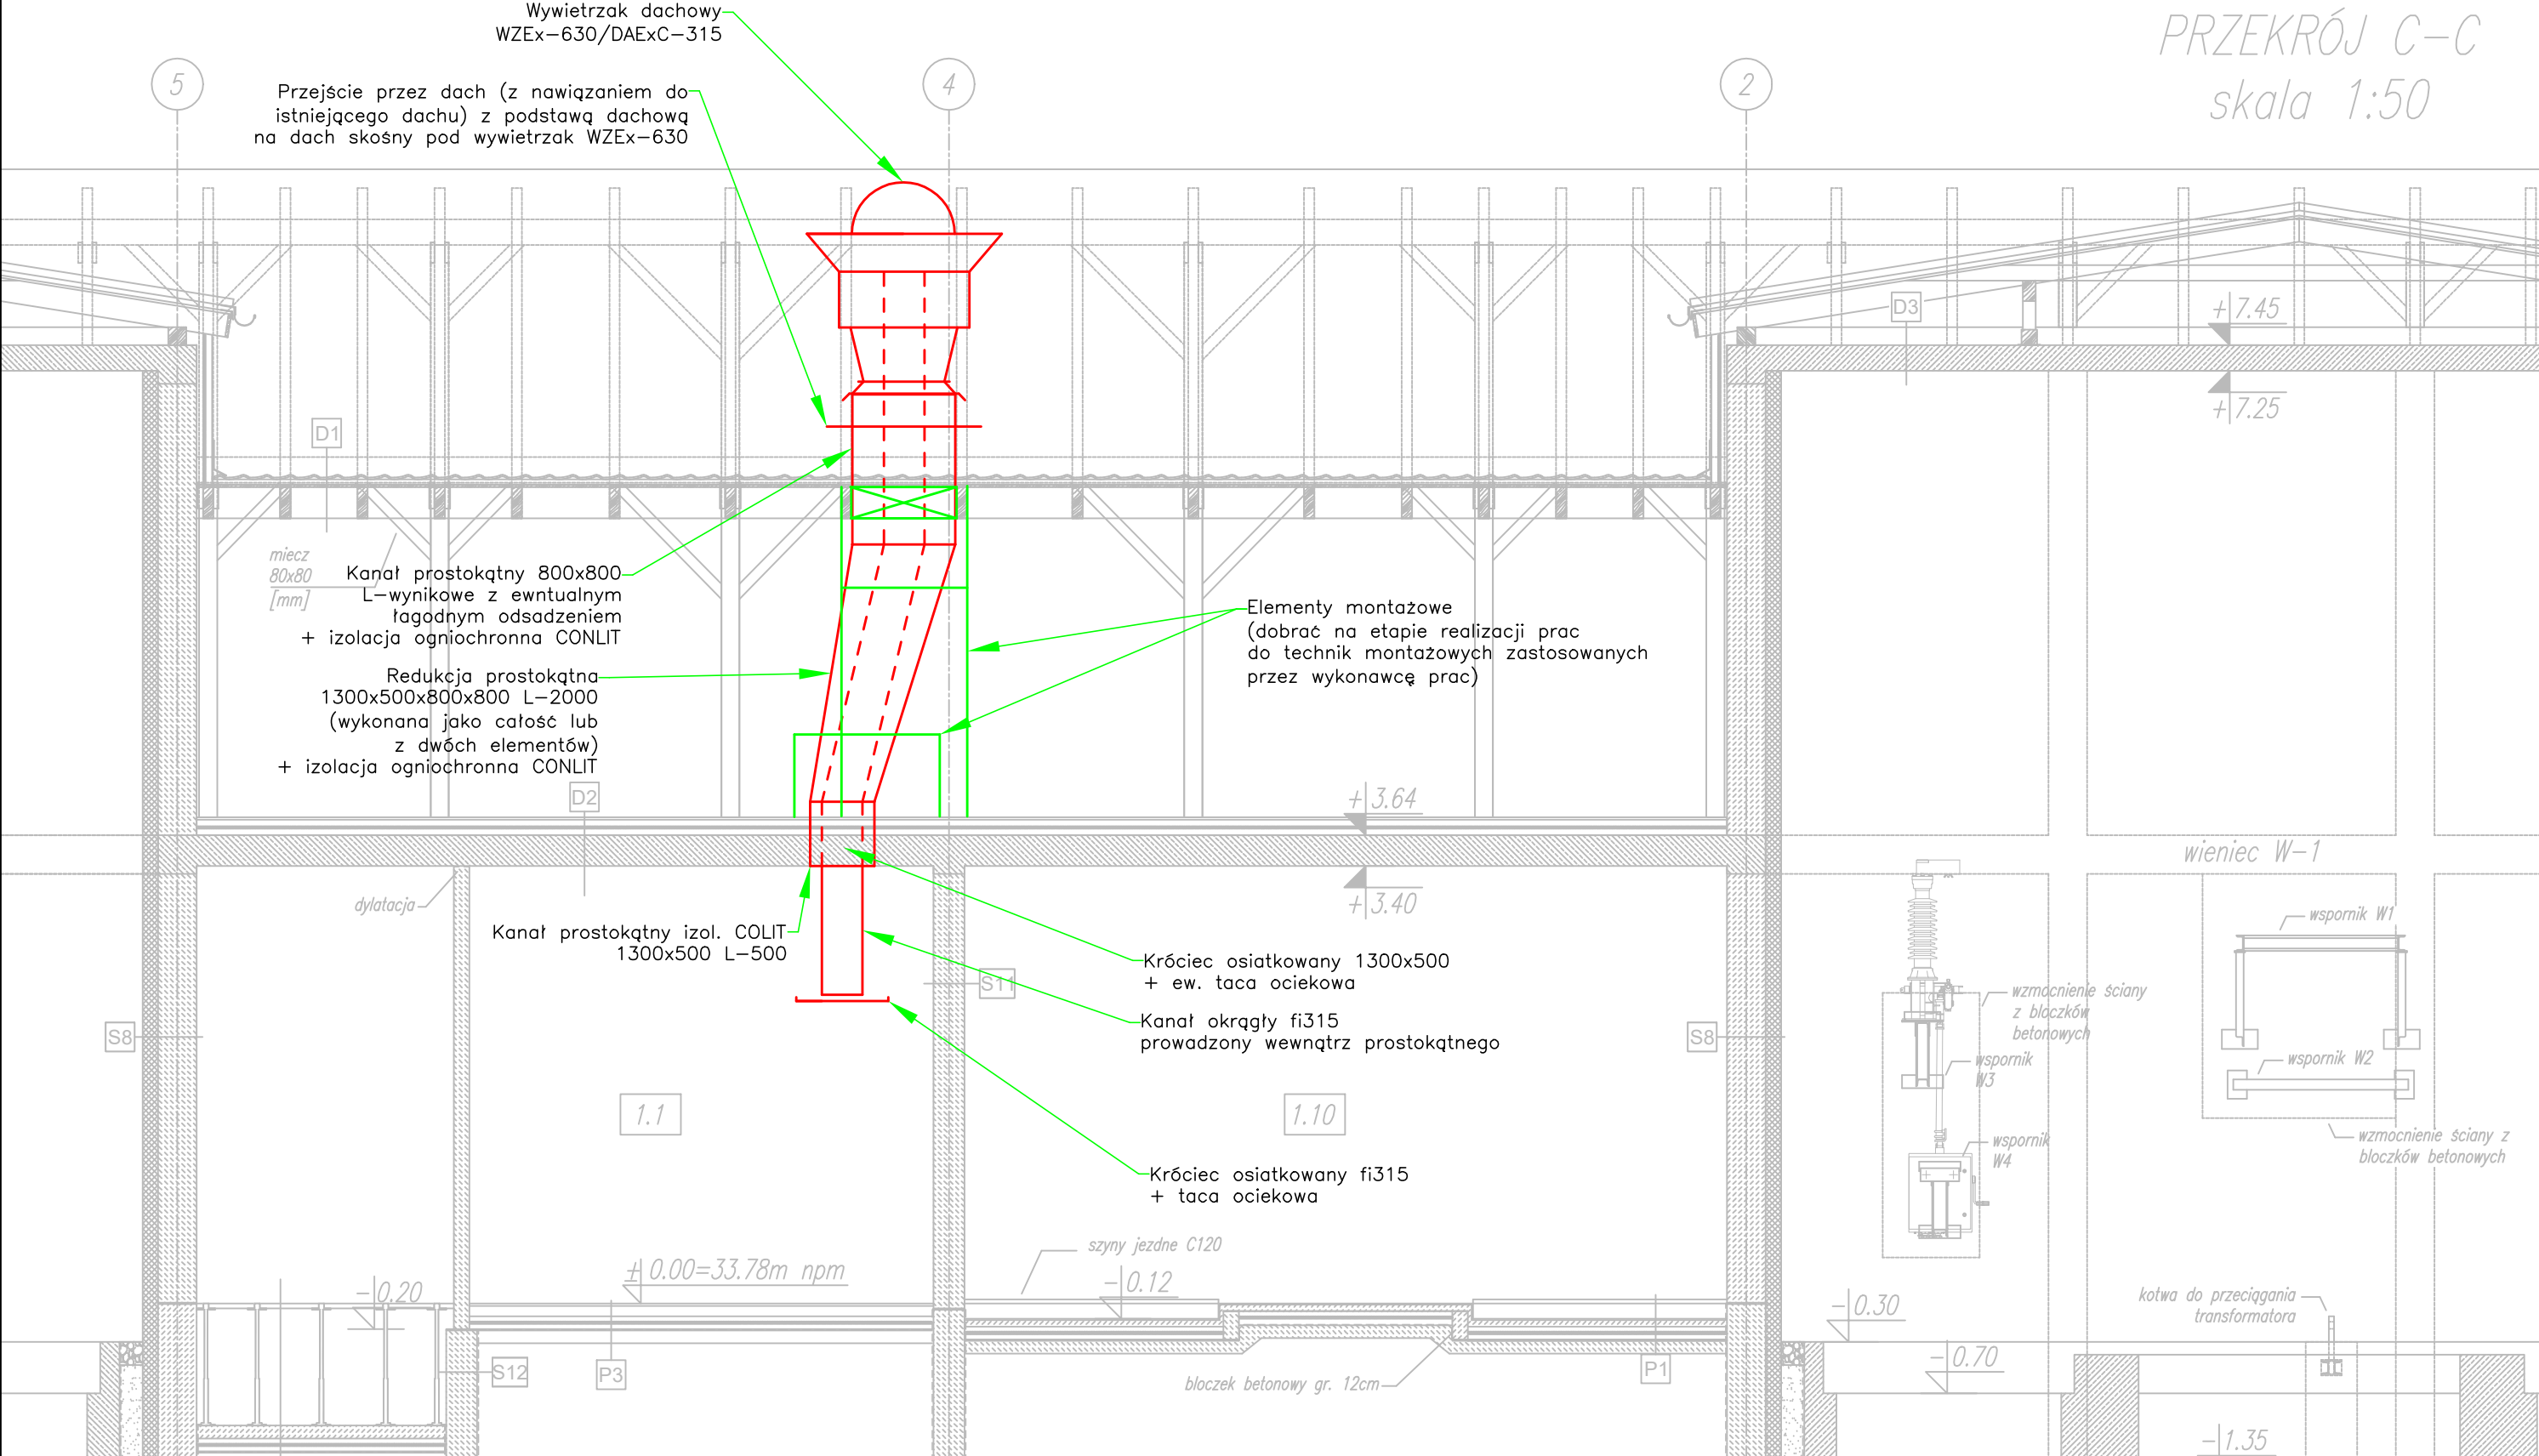 Wywietrzak dachowy
WZEx-630/DAExC-315
PRZEKRÓJ C-C
skala 1:50
5
4
2
Przejście przez dach (z nawiązaniem do
istniejącego dachu) z podstawą dachową
na dach skośny pod wywietrzak WZEx-630
D3
+7.45
+7.25
D1
miecz
80x80
[mm]
Kanał prostokątny 800x800
L-wynikowe z ewntualnym
łagodnym odsadzeniem
+ izolacja ogniochronna CONLIT
Elementy montażowe
(dobrać na etapie realizacji prac
do technik montażowych zastosowanych
przez wykonawcę prac)
Redukcja prostokątna
1300x500x800x800 L-2000
(wykonana jako całość lub
z dwóch elementów)
+ izolacja ogniochronna CONLIT
D2
+3.64
wieniec W-1
dylatacja
+3.40
wspornik W1
Kanał prostokątny izol. COLIT
1300x500 L-500
Króciec osiatkowany 1300x500
+ ew. taca ociekowa
S11
wzmocnienie ściany
z bloczków
betonowych
Kanał okrągły fi315
prowadzony wewnątrz prostokątnego
S8
S8
wspornik
W3
wspornik W2
1.1
1.10
wspornik
W4
wzmocnienie ściany z
bloczków betonowych
Króciec osiatkowany fi315
+ taca ociekowa
szyny jezdne C120
± 0.00=33.78m npm
-0.20
-0.12
-0.30
kotwa do przeciągania
transformatora
S12
P3
bloczek betonowy gr. 12cm
P1
-0.70
-1.35